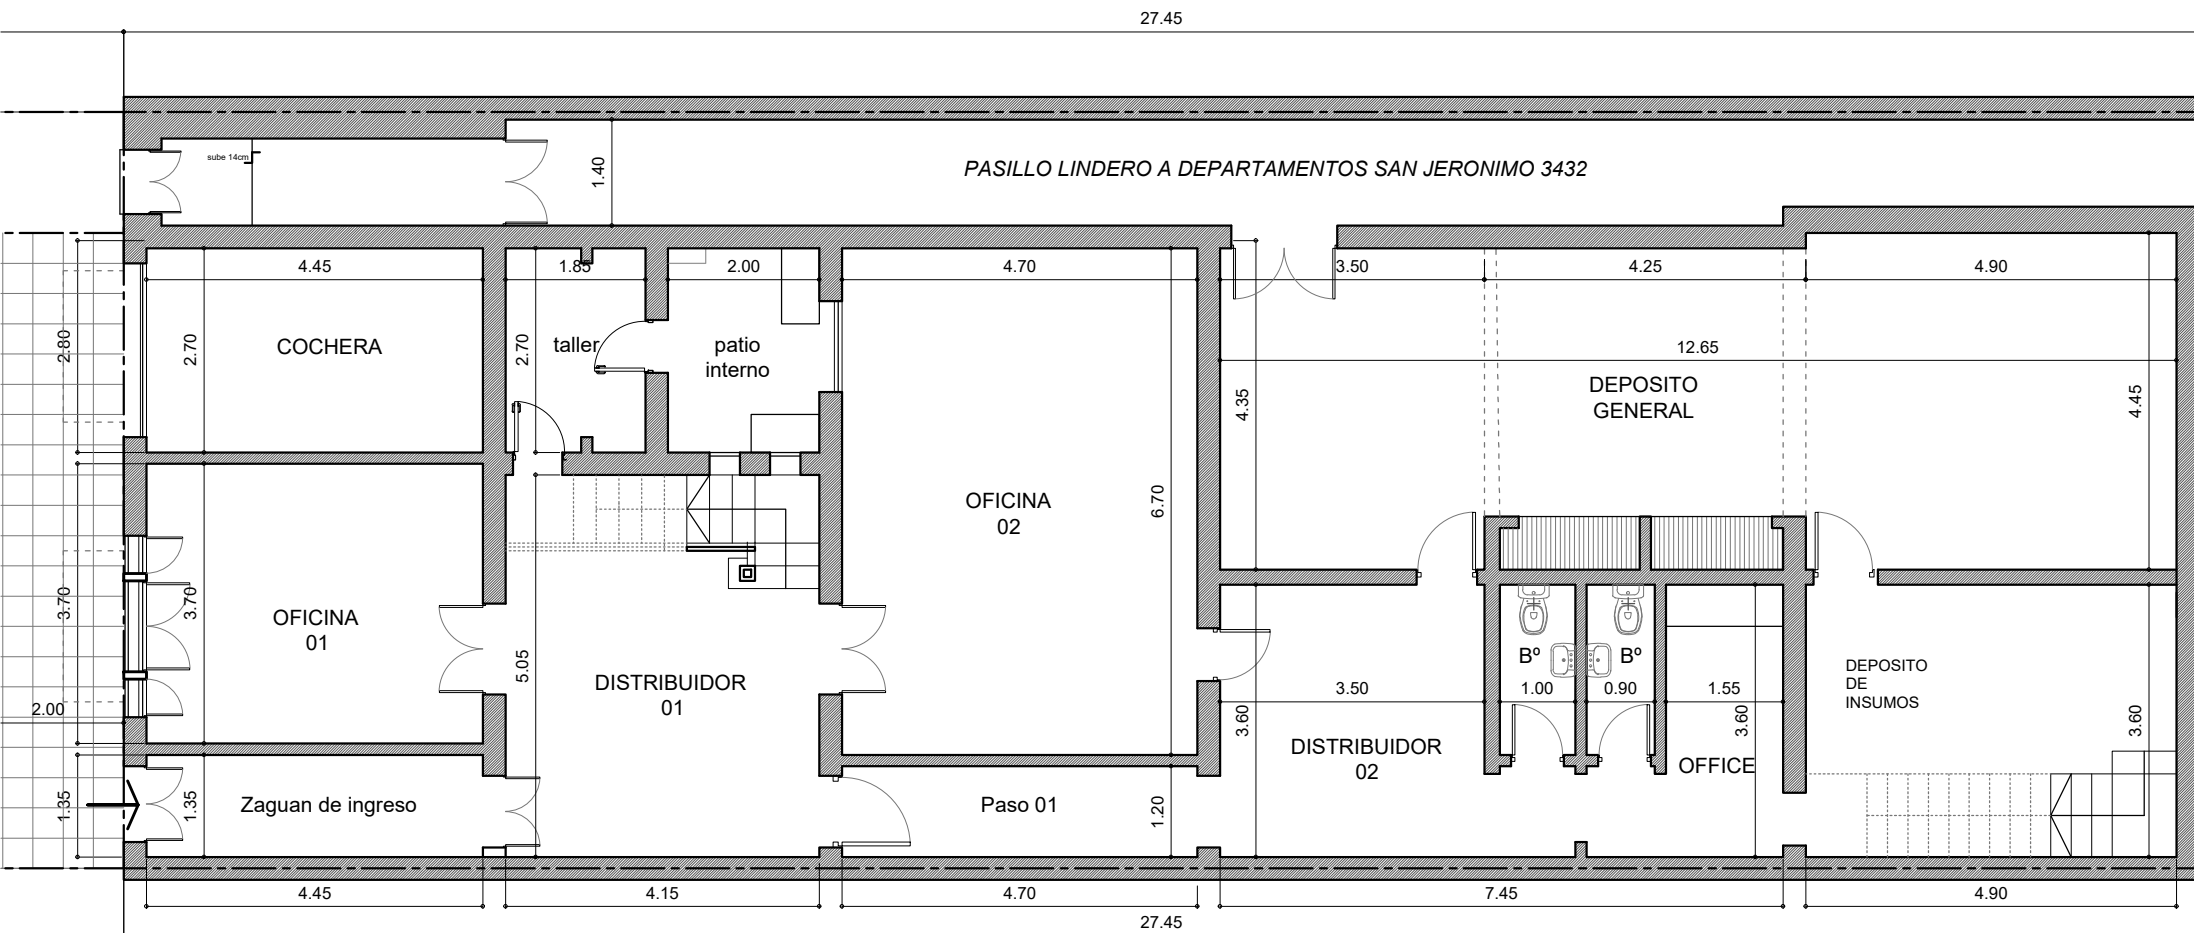 27.45
sube 14cm
1.40
PASILLO LINDERO A DEPARTAMENTOS SAN JERONIMO 3432
4.45
1.85
2.00
4.70
3.50
4.25
4.90
2.80
2.70
COCHERA
2.70
taller
patio
interno
12.65
DEPOSITO
GENERAL
4.35
4.45
OFICINA
02
6.70
3.70
3.70
OFICINA
01
5.05
DISTRIBUIDOR
01
2.00
Bº
Bº
3.50
1.00
0.90
1.55
3.60
3.60
DEPOSITO
DE
INSUMOS
3.60
DISTRIBUIDOR
02
OFFICE
1.35
1.35
Zaguan de ingreso
Paso 01
1.20
4.45
4.15
4.70
7.45
4.90
27.45